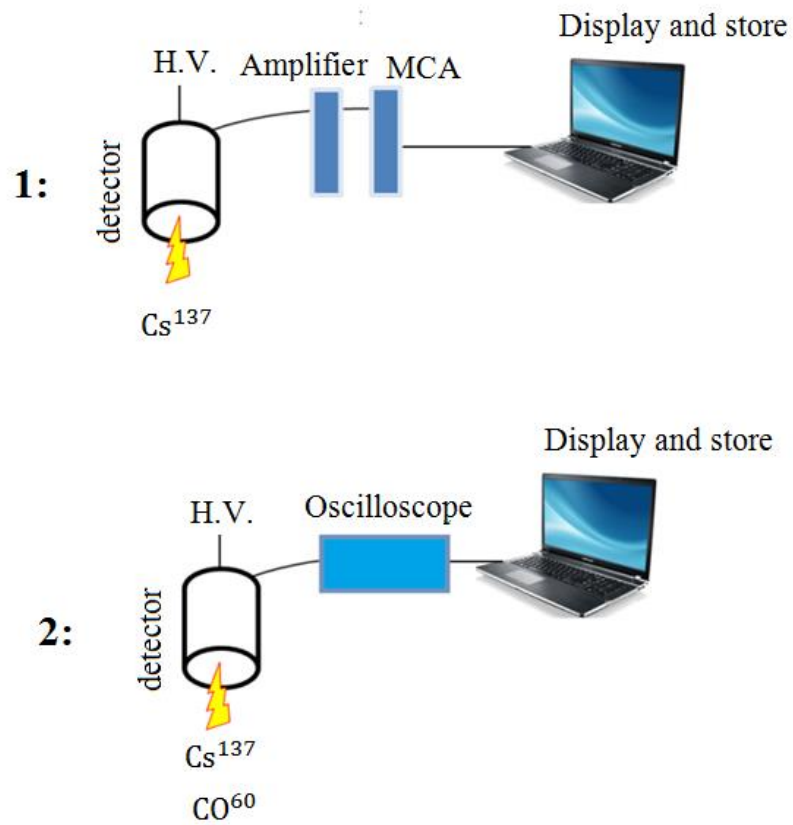 Display and store
H.V. Amplifier MCA
1:
detector
Cs¹³⁷
Display and store
H.V. Oscilloscope
2:
detector
Cs¹³⁷
CO⁶⁰